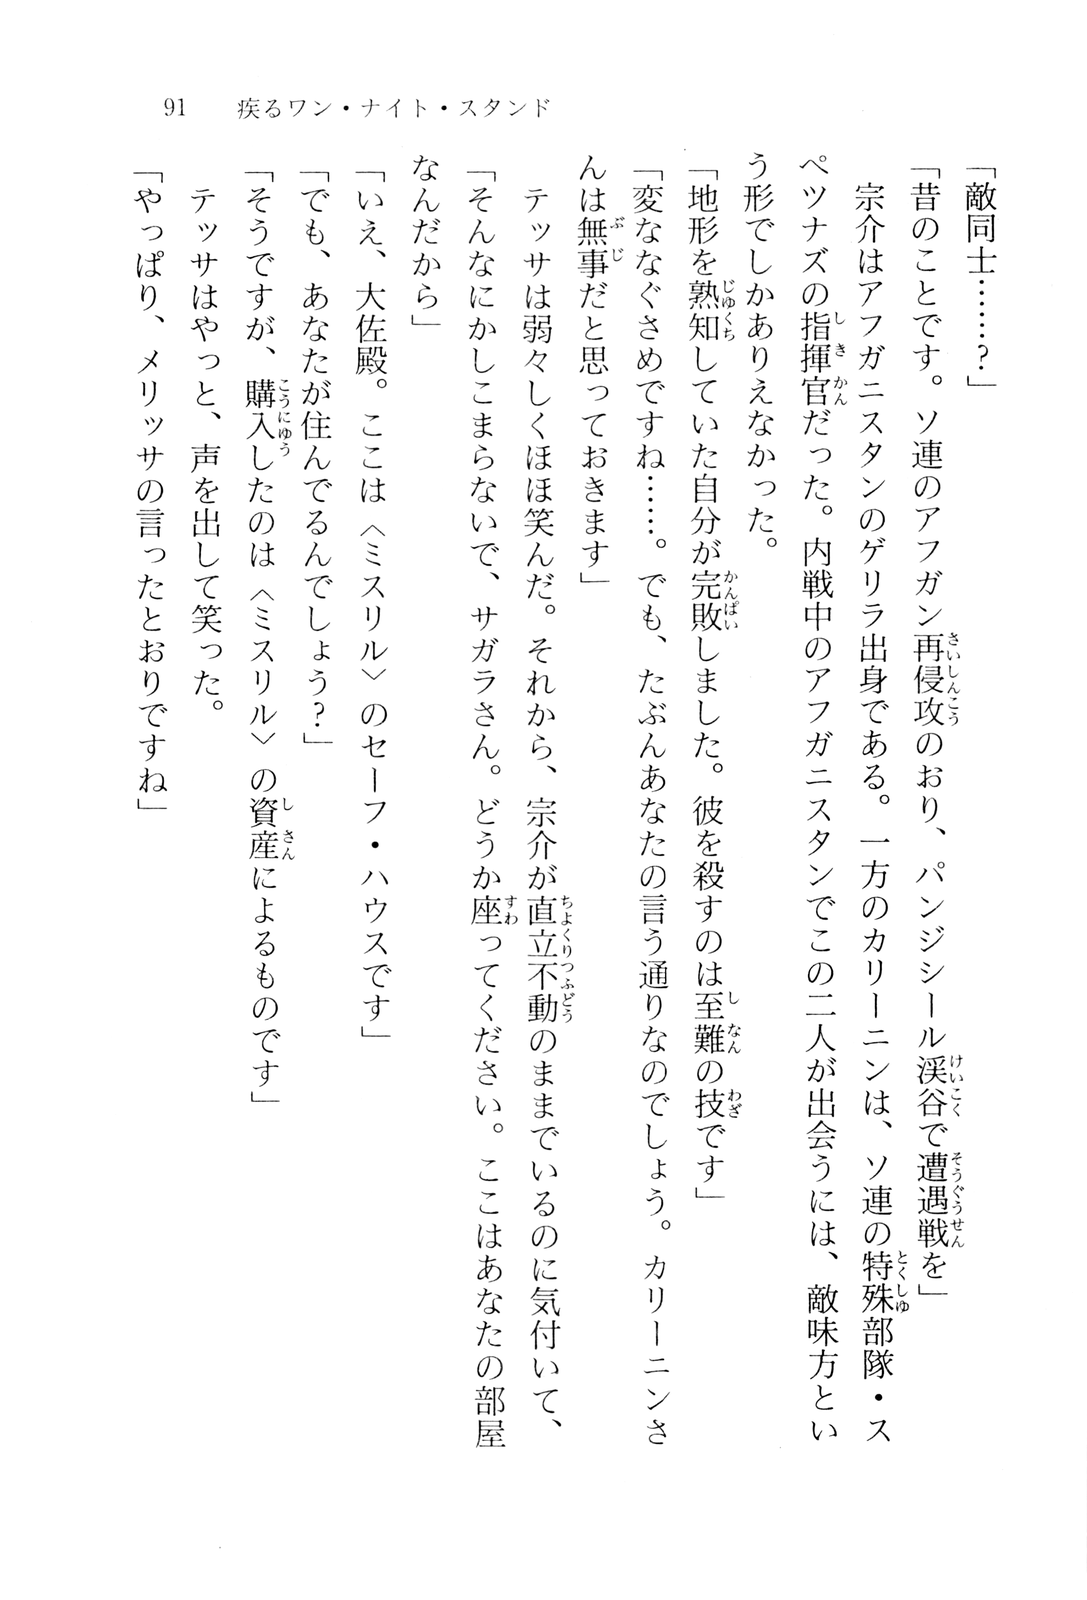 91　疾るワン・ナイト・スタンド
「敵同士……？」
「昔のことです。ソ連のアフガン再侵攻のおり、パンジシール渓谷で遭遇戦を」
　宗介はアフガニスタンのゲリラ出身である。一方のカリーニンは、ソ連の特殊部隊・ス
ペツナズの指揮官だった。内戦中のアフガニスタンでこの二人が出会うには、敵味方とい
う形でしかありえなかった。
「地形を熟知していた自分が完敗しました。彼を殺すのは至難の技です」
「変ななぐさめですね……。でも、たぶんあなたの言う通りなのでしょう。カリーニンさ
んは無事だと思っておきます」
　テッサは弱々しくほほ笑んだ。それから、宗介が直立不動のままでいるのに気付いて、
「そんなにかしこまらないで、サガラさん。どうか座ってください。ここはあなたの部屋
なんだから」
「いえ、大佐殿。ここは〈ミスリル〉のセーフ・ハウスです」
「でも、あなたが住んでるんでしょう？」
「そうですが、購入したのは〈ミスリル〉の資産によるものです」
　テッサはやっと、声を出して笑った。
「やっぱり、メリッサの言ったとおりですね」